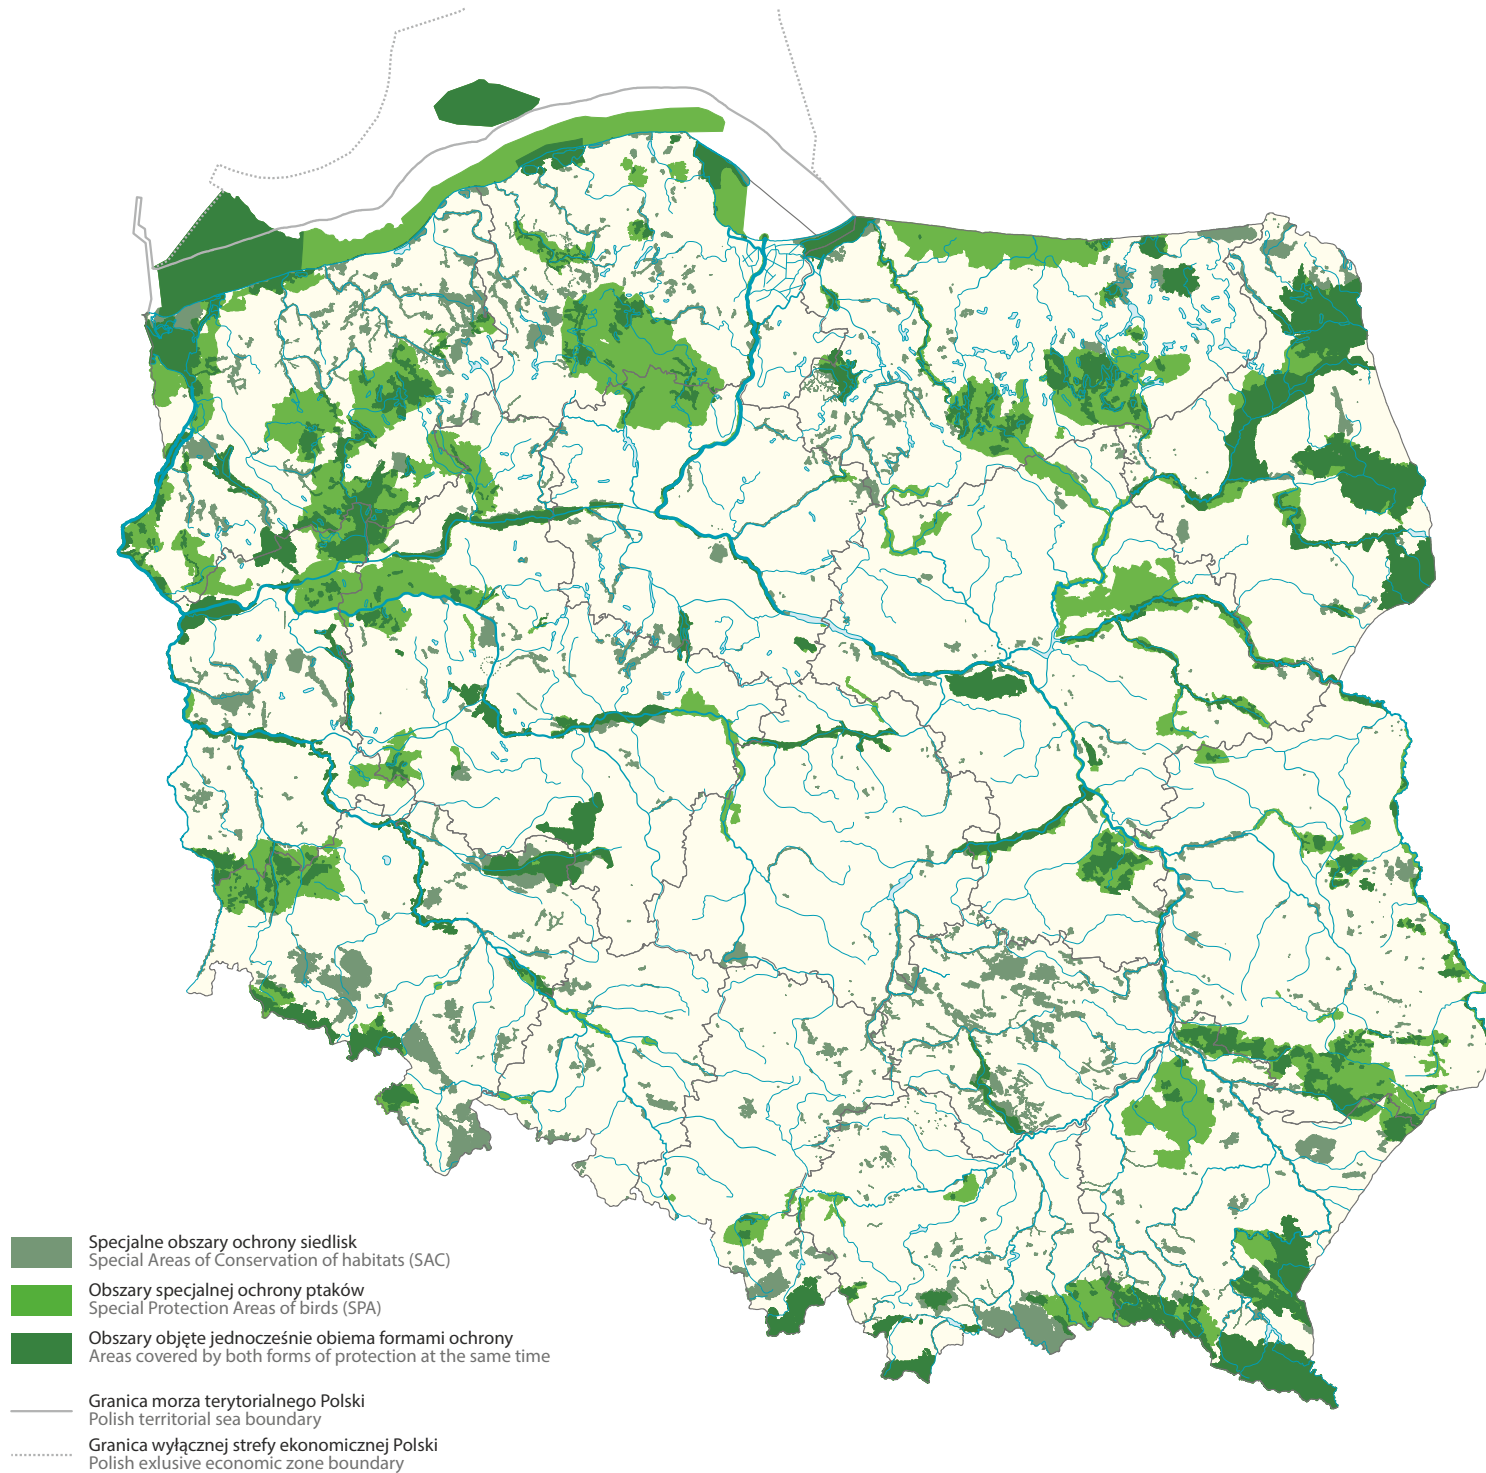 Specjalne obszary ochrony siedlisk
Special Areas of Conservation of habitats (SAC)
Obszary specjalnej ochrony ptaków
Special Protection Areas of birds (SPA)
Obszary objęte jednocześnie obiema formami ochrony
Areas covered by both forms of protection at the same time
Granica morza terytorialnego Polski
Polish territorial sea boundary
Granica wyłącznej strefy ekonomicznej Polski
Polish exlusive economic zone boundary